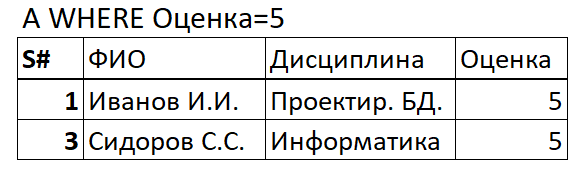 A WHERE Оценка=5
S# ФИО Дисциплина Оценка
1 Иванов И.И. Проектир. БД. 5
3 Сидоров С.С. Информатика 5